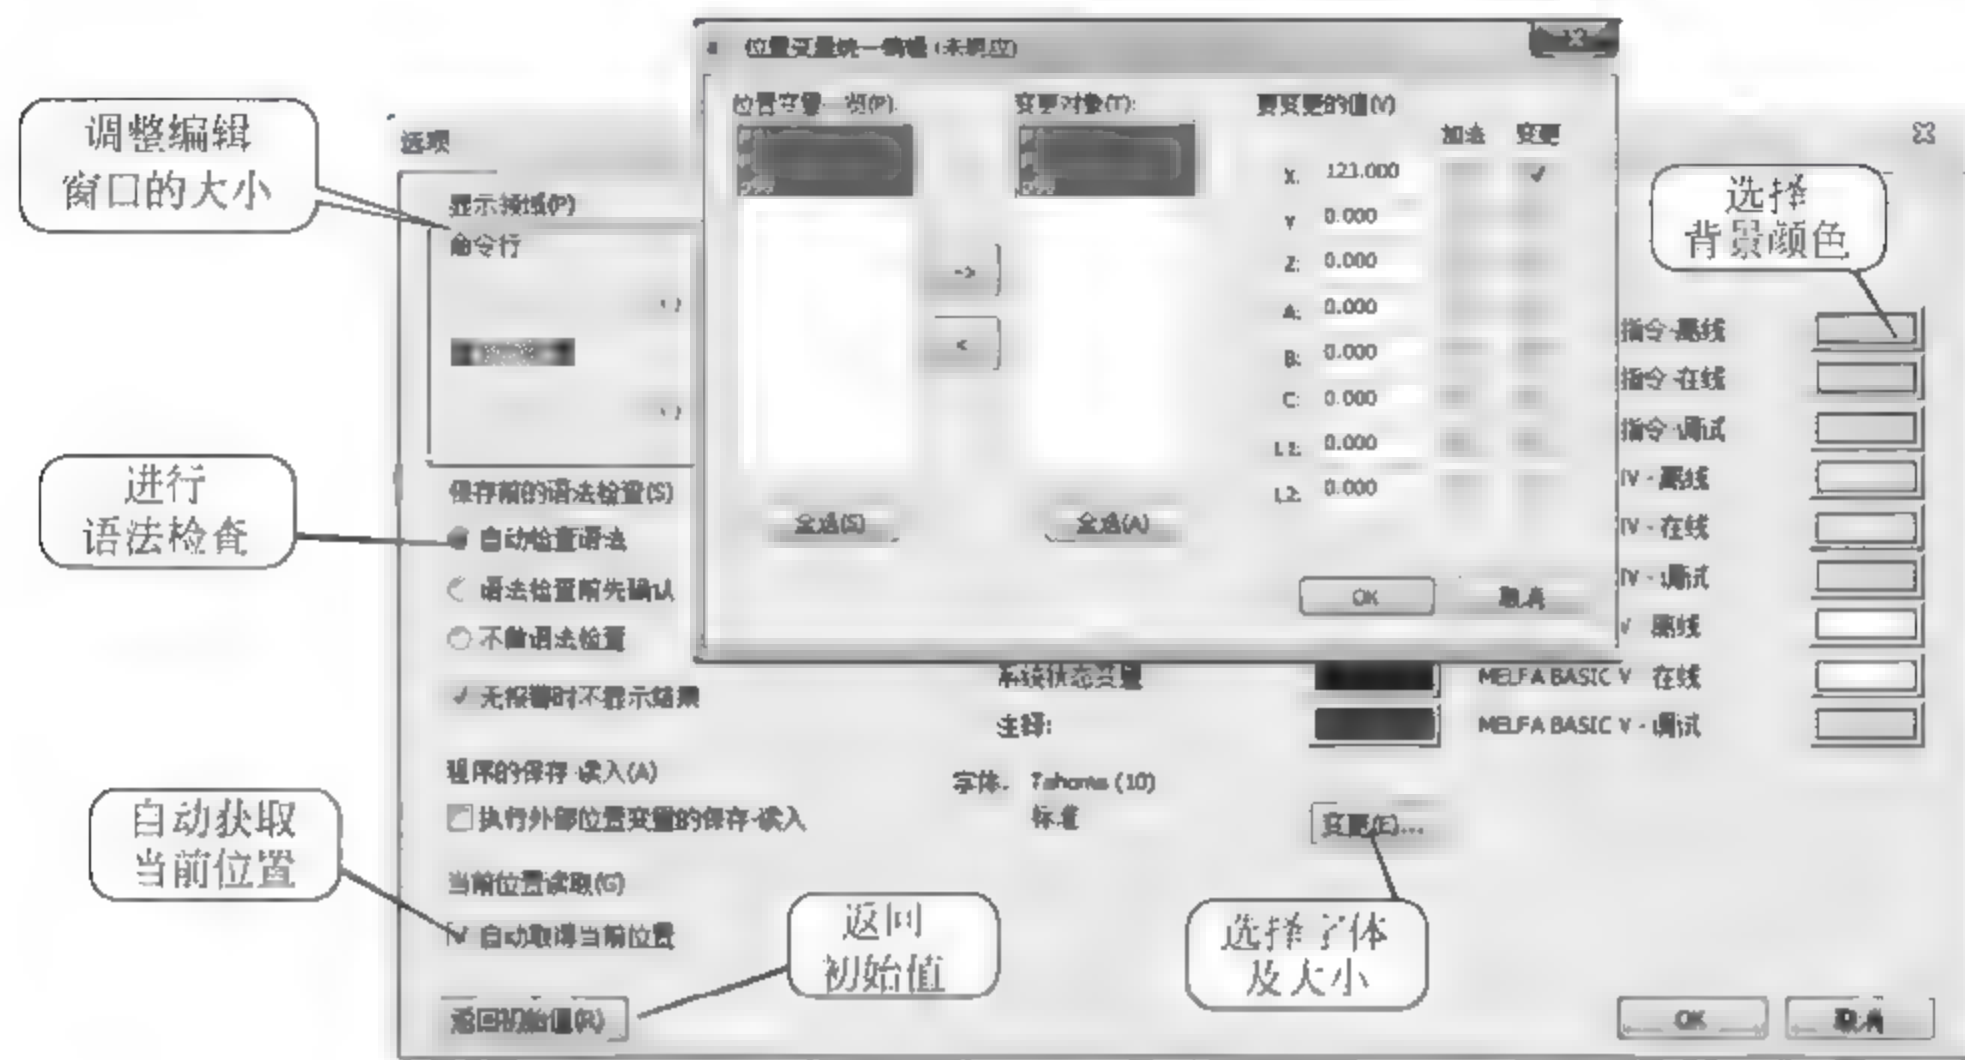 位置变量统一编辑(未响应)
位置变量一览(P):
变更对象(T):
要变更的值(V)
加法
变更
X: 123.000
Y 0.000
Z: 0.000
A: 0.000
B: 0.000
C: 0.000
L1: 0.000
L2: 0.000
->
<
全选(S)
全选(A)
OK
取消
调整编辑
窗口的大小
选项
显示领域(P)
命令行
选择
背景颜色
指令-离线
指令-在线
指令-调试
IV - 离线
IV - 在线
IV - 调试
V 离线
进行
语法检查
保存前的语法检查(S)
自动检查语法
语法检查前先确认
不做语法检查
无报警时不显示结果
系统状态变量
MELFA BASIC V 在线
注释:
MELFA BASIC V - 调试
程序的保存·读入(A)
执行外部位置变量的保存·读入
字体: Tahoma (10)
标准
变更(E)...
自动获取
当前位置
当前位置读取(G)
自动取得当前位置
返回
初始值
选择字体
及大小
返回初始值(R)
OK
取消